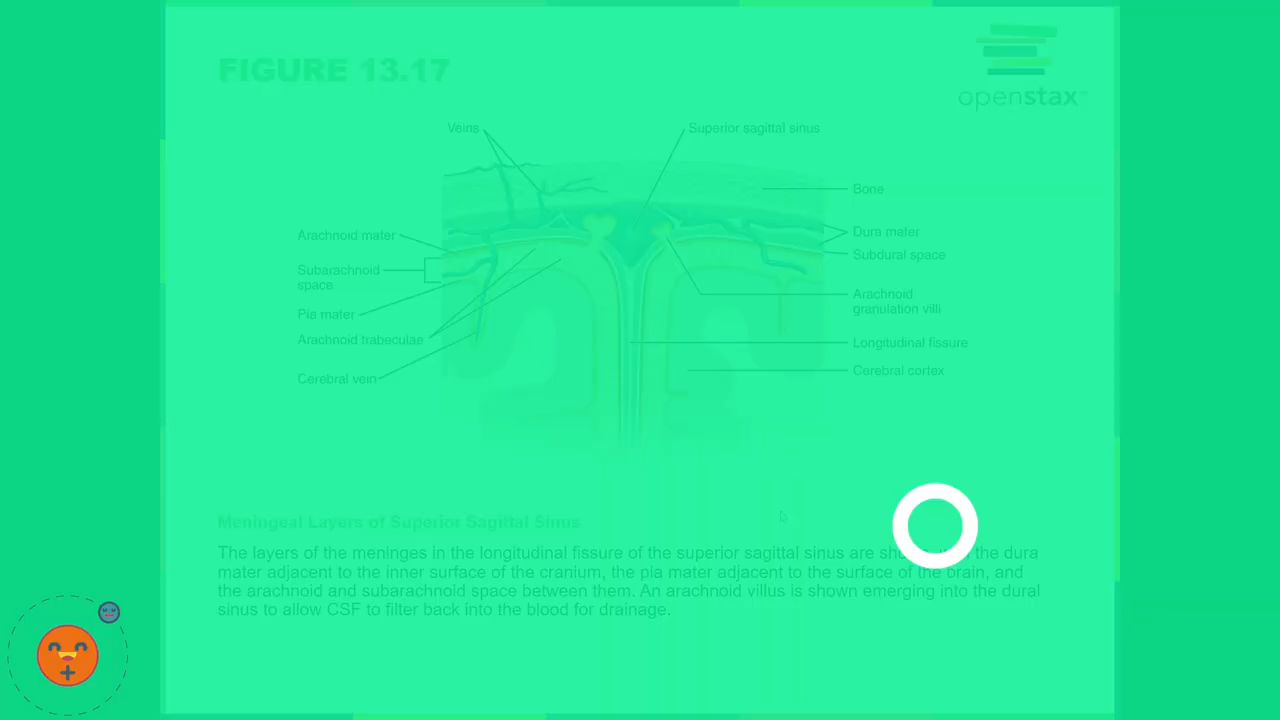 FIGURE 13.17
openstax™
Veins
Superior sagittal sinus
Bone
Arachnoid mater
Dura mater
Subdural space
Subarachnoid
space
Arachnoid
granulation villi
Pia mater
Arachnoid trabeculae
Longitudinal fissure
Cerebral vein
Cerebral cortex
Meningeal Layers of Superior Sagittal Sinus
The layers of the meninges in the longitudinal fissure of the superior sagittal sinus are the dura
mater adjacent to the inner surface of the cranium, the pia mater adjacent to the surface of the brain, and
the arachnoid and subarachnoid space between them. An arachnoid villus is shown emerging into the dural
sinus to allow CSF to filter back into the blood for drainage.